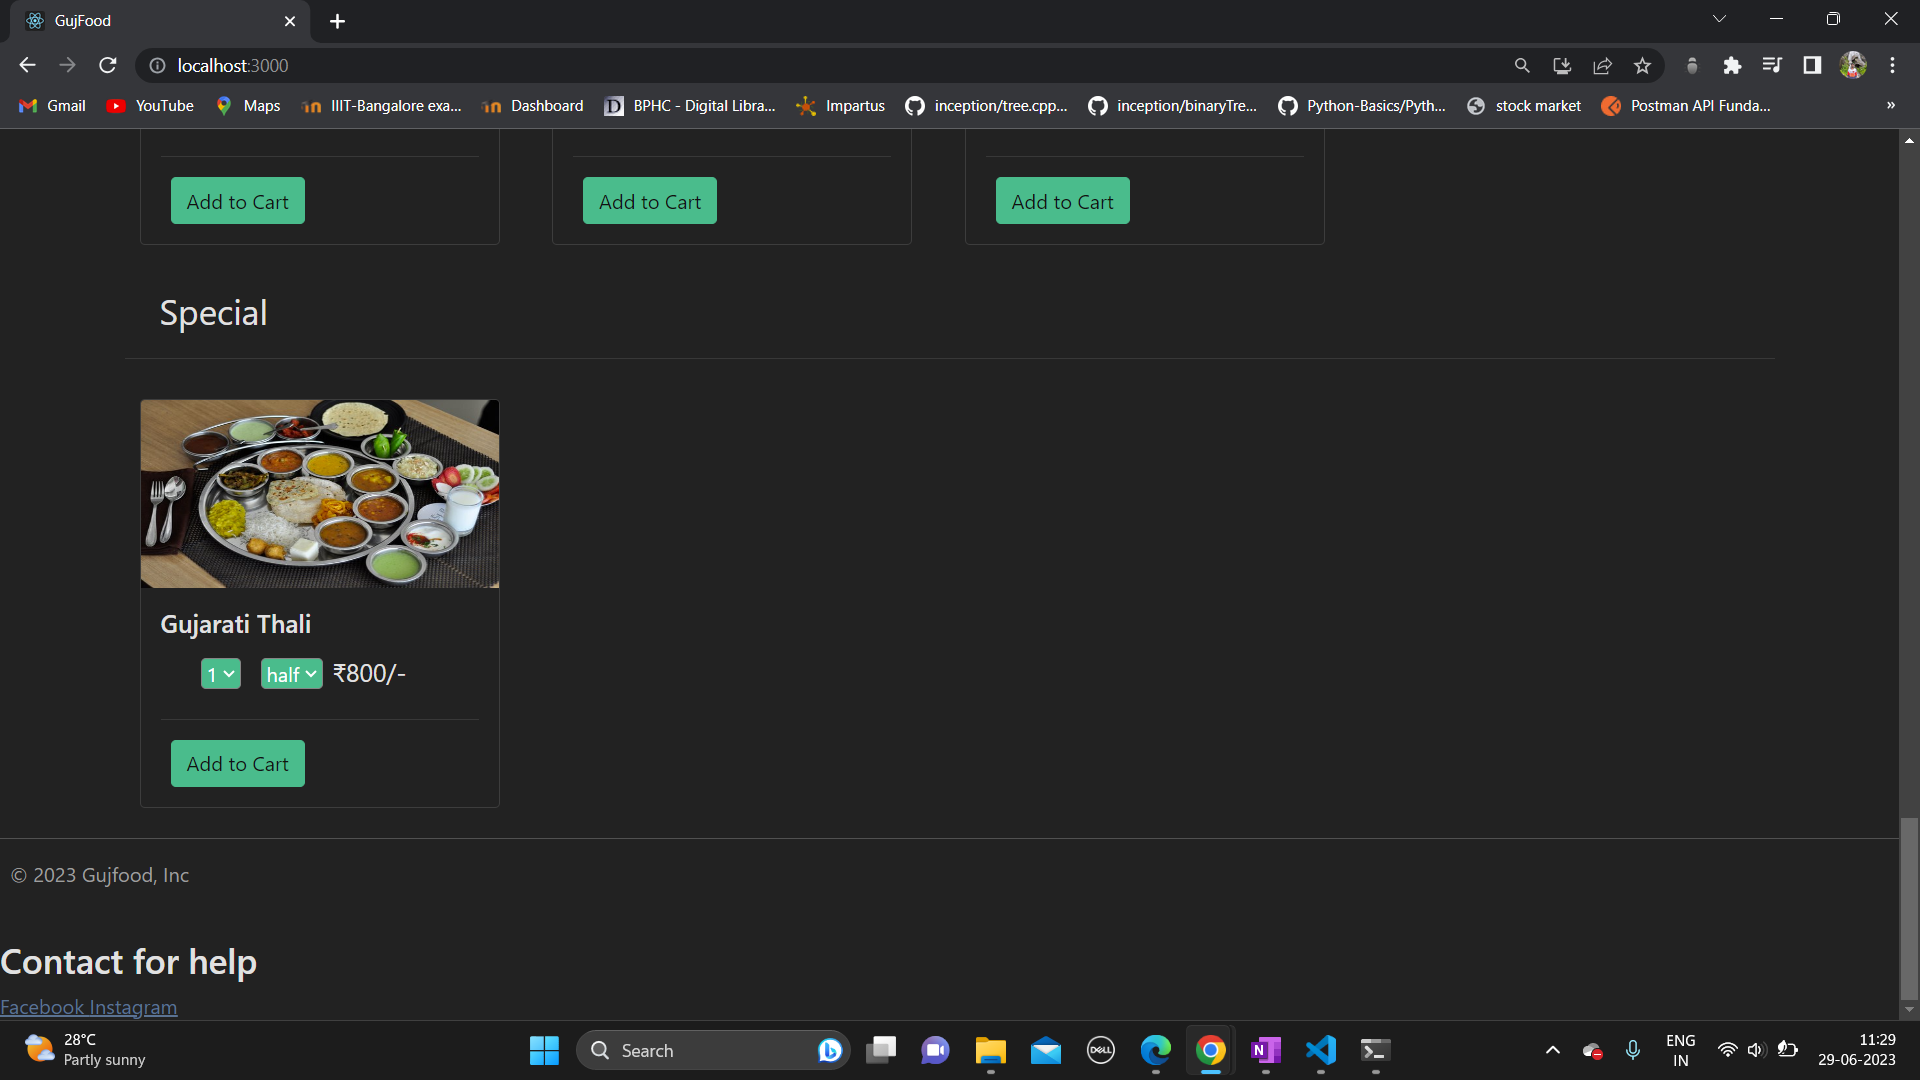 GujFood
localhost:3000
Gmail YouTube Maps IIIT-Bangalore exa... Dashboard BPHC - Digital Libra... Impartus inception/tree.cpp... inception/binaryTre... Python-Basics/Pyth... stock market Postman API Funda... »
Add to Cart Add to Cart Add to Cart
Special
Gujarati Thali
1 half ₹800/-
Add to Cart
© 2023 Gujfood, Inc
Contact for help
Facebook Instagram
28°C
Partly sunny
Search
DELL
N
ENG
IN
11:29
29-06-2023